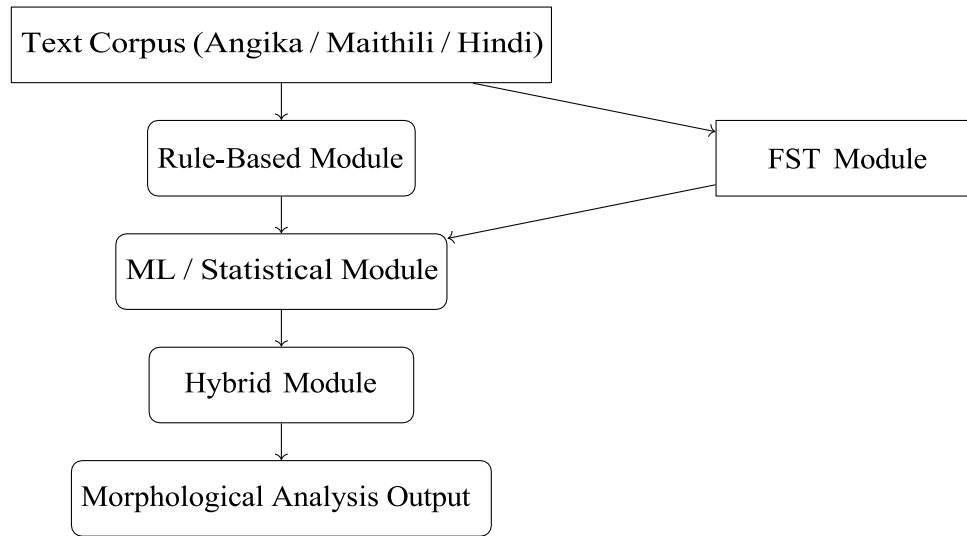 Text Corpus (Angika / Maithili / Hindi)
Rule-Based Module
FST Module
ML / Statistical Module
Hybrid Module
Morphological Analysis Output